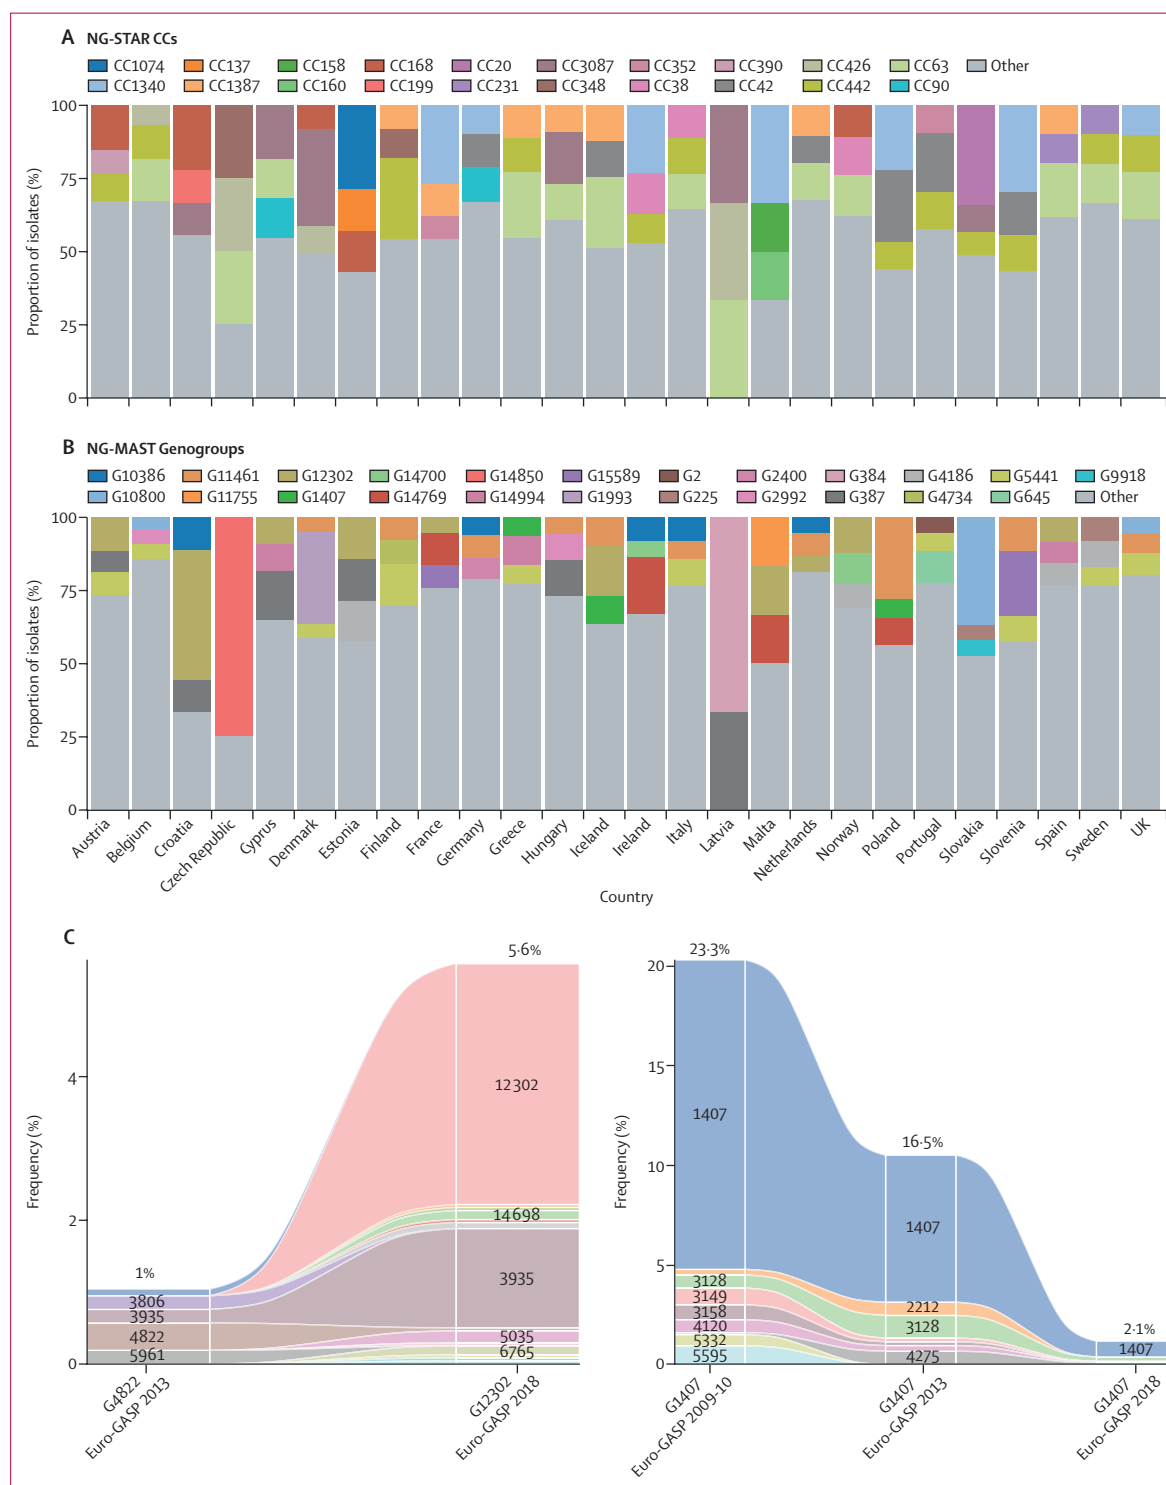 A NG-STAR CCs
CC1074 CC137 CC158 CC168 CC20 CC3087 CC352 CC390 CC426 CC63 Other
CC1340 CC1387 CC160 CC199 CC231 CC348 CC38 CC42 CC442 CC90
100
75
50
25
0
Proportion of isolates (%)
B NG-MAST Genogroups
G10386 G11461 G12302 G14700 G14850 G15589 G2 G2400 G384 G4186 G5441 G9918
G10800 G11755 G1407 G14769 G14994 G1993 G225 G2992 G387 G4734 G645 Other
100
75
50
25
0
Proportion of isolates (%)
Austria Belgium Croatia Czech Republic Cyprus Denmark Estonia Finland France Germany Greece Hungary Iceland Ireland Italy Latvia Malta Netherlands Norway Poland Portugal Slovakia Slovenia Spain Sweden UK
Country
C
5·6%
4
2
0
Frequency (%)
1%
3806
3935
4822
5961
12302
14698
3935
5035
6765
G4822
Euro-GASP 2013
G12302
Euro-GASP 2018
23·3%
20
15
10
5
0
Frequency (%)
1407
3128
3149
3158
4120
5332
5595
16·5%
1407
2212
3128
4275
2·1%
1407
G1407
Euro-GASP 2009-10
G1407
Euro-GASP 2013
G1407
Euro-GASP 2018